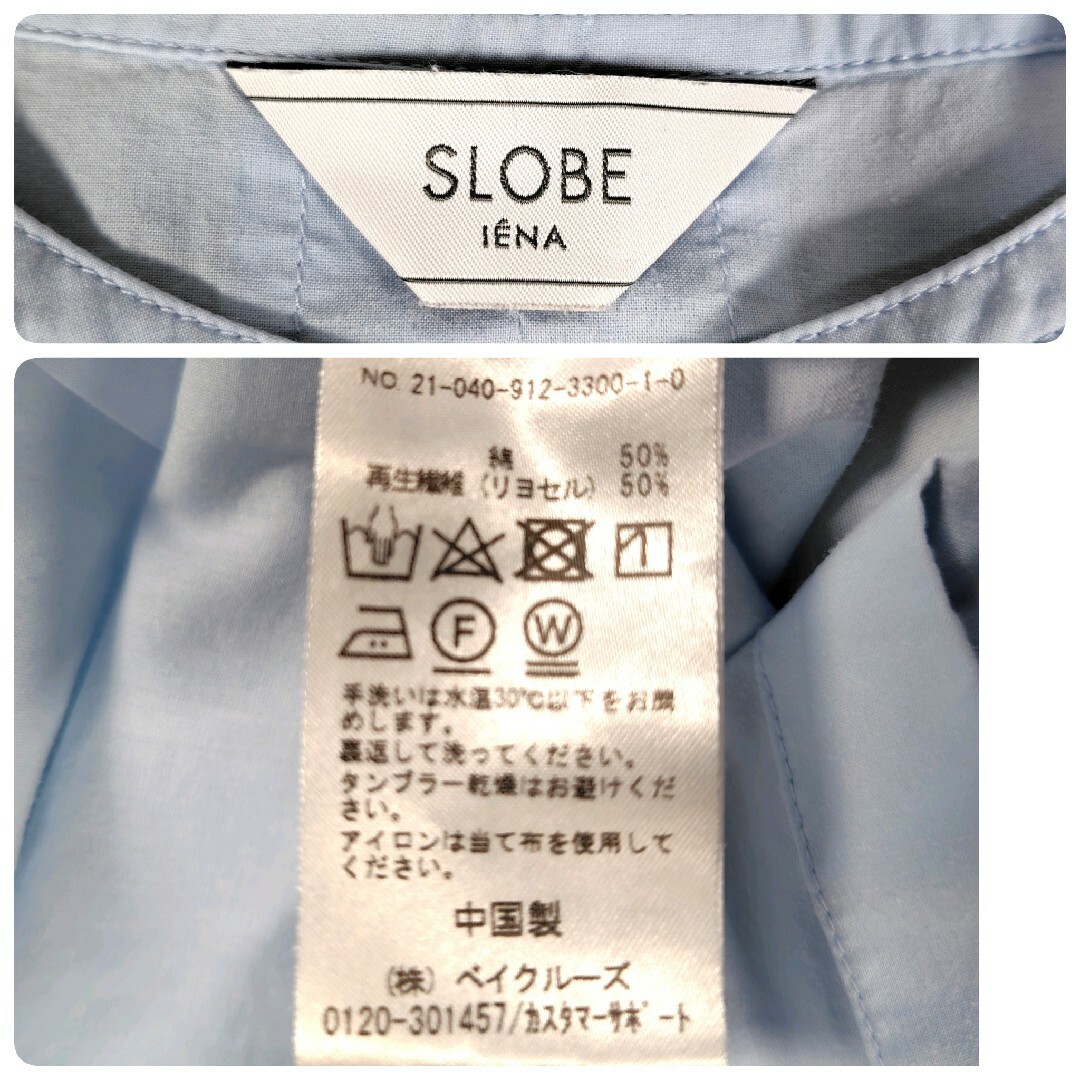 SLOBE
IÉNA
NO 21-040-912-3300-1-0
綿 50%
再生繊維 (リヨセル) 50%
F W
手洗いは水温30℃以下をお薦
めします。
裏返して洗ってください。
タンブラー乾燥はお避けくだ
さい。
アイロンは当て布を使用して
ください。
中国製
(株) ベイクルーズ
0120-301457/カスタマーサポート